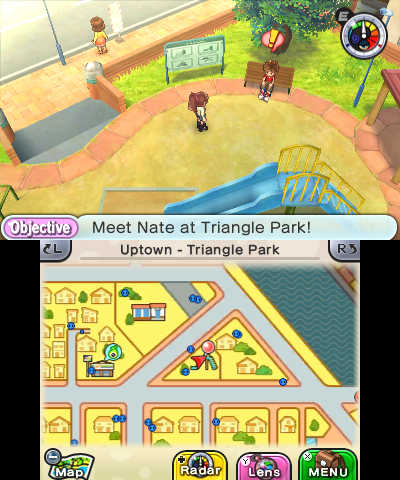 E
Objective Meet Nate at Triangle Park!
L Uptown - Triangle Park R
Map Radar Y Lens X MENU